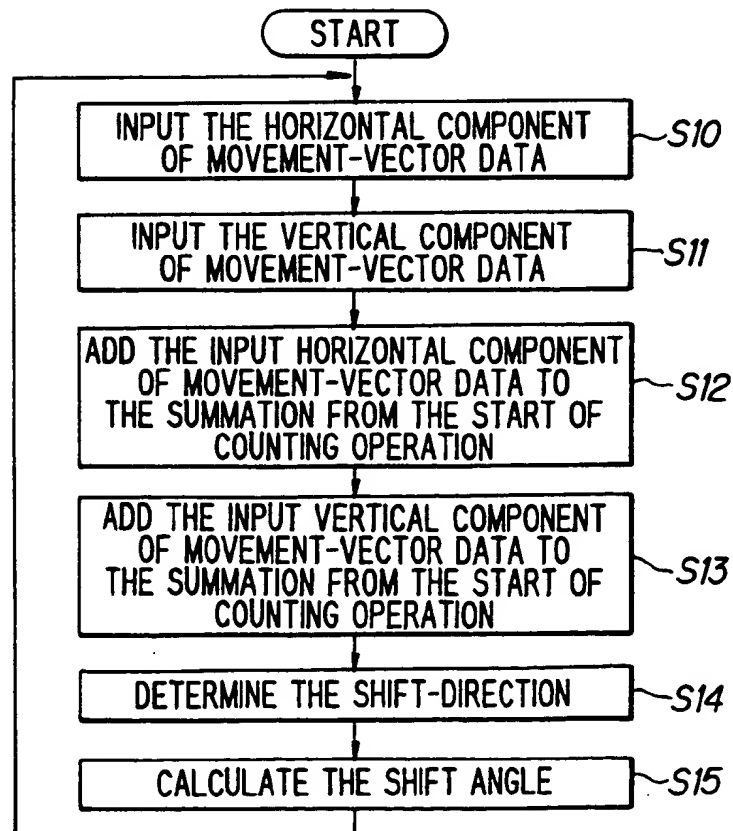 START
INPUT THE HORIZONTAL COMPONENT
OF MOVEMENT-VECTOR DATA
S10
INPUT THE VERTICAL COMPONENT
OF MOVEMENT-VECTOR DATA
S11
ADD THE INPUT HORIZONTAL COMPONENT
OF MOVEMENT-VECTOR DATA TO
THE SUMMATION FROM THE START OF
COUNTING OPERATION
S12
ADD THE INPUT VERTICAL COMPONENT
OF MOVEMENT-VECTOR DATA TO
THE SUMMATION FROM THE START OF
COUNTING OPERATION
S13
DETERMINE THE SHIFT-DIRECTION
S14
CALCULATE THE SHIFT ANGLE
S15